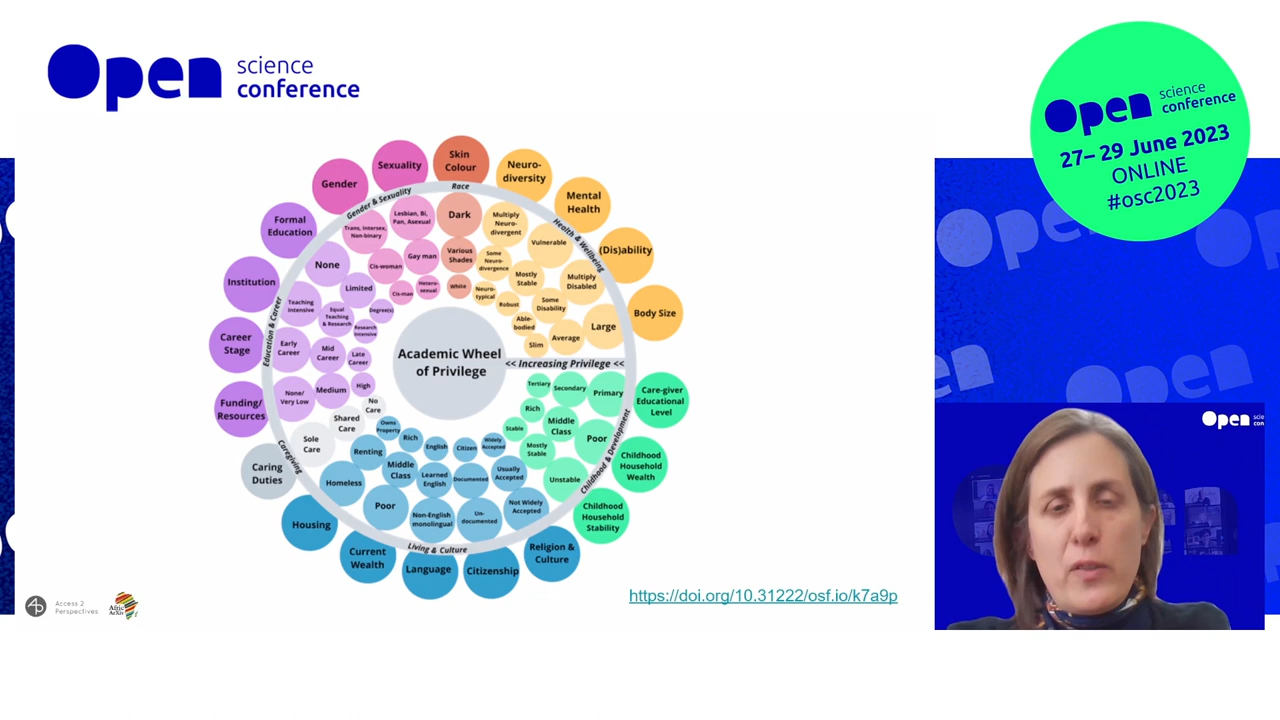 Open science
conference
Open science
conference
27– 29 June 2023
ONLINE
#osc2023
Skin
Colour
Sexuality
Neuro-
diversity
Gender
Mental
Health
Formal
Education
(Dis)ability
Institution
Body Size
Career
Stage
Funding/
Resources
Care-giver
Educational
Level
Caring
Duties
Childhood
Household
Wealth
Housing
Childhood
Household
Stability
Current
Wealth
Language
Citizenship
Religion &
Culture
Race
Gender & Sexuality
Health & Wellbeing
Education & Career
Caregiving
Living & Culture
Childhood & Development
Academic Wheel
of Privilege
<< Increasing Privilege <<
Dark
Various
Shades
White
Lesbian, Bi,
Pan, Asexual
Gay man
Hetero-
sexual
Trans, Intersex,
Non-binary
Cis-woman
Cis-man
Multiply
Neuro-
divergent
Some
Neuro-
divergence
Neuro-
typical
Vulnerable
Mostly
Stable
Robust
Multiply
Disabled
Some
Disability
Able-
bodied
Large
Average
Slim
None
Limited
Degree(s)
Teaching
Intensive
Equal
Teaching
& Research
Research
Intensive
Early
Career
Mid
Career
Late
Career
None/
Very Low
Medium
High
Sole
Care
Shared
Care
No
Care
Homeless
Renting
Owns
Property
Poor
Middle
Class
Rich
Non-English
monolingual
Learned
English
English
Un-
documented
Documented
Citizen
Not Widely
Accepted
Usually
Accepted
Widely
Accepted
Unstable
Mostly
Stable
Stable
Poor
Middle
Class
Rich
Primary
Secondary
Tertiary
https://doi.org/10.31222/osf.io/k7a9p
Access 2
Perspectives
Afric
ArXiv
Open
Open
Open
Open
Open scie
con